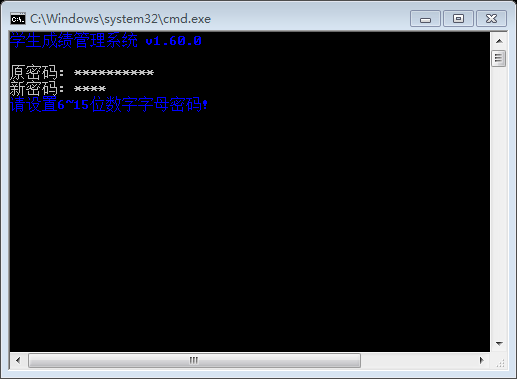 C:\Windows\system32\cmd.exe
学生成绩管理系统 v1.60.0
原密码: **********
新密码: ****
请设置6~15位数字字母密码!